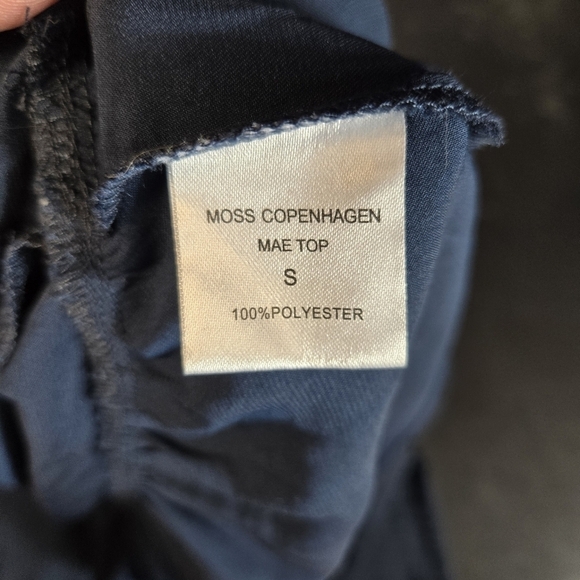 MOSS COPENHAGEN
MAE TOP
S
100%POLYESTER